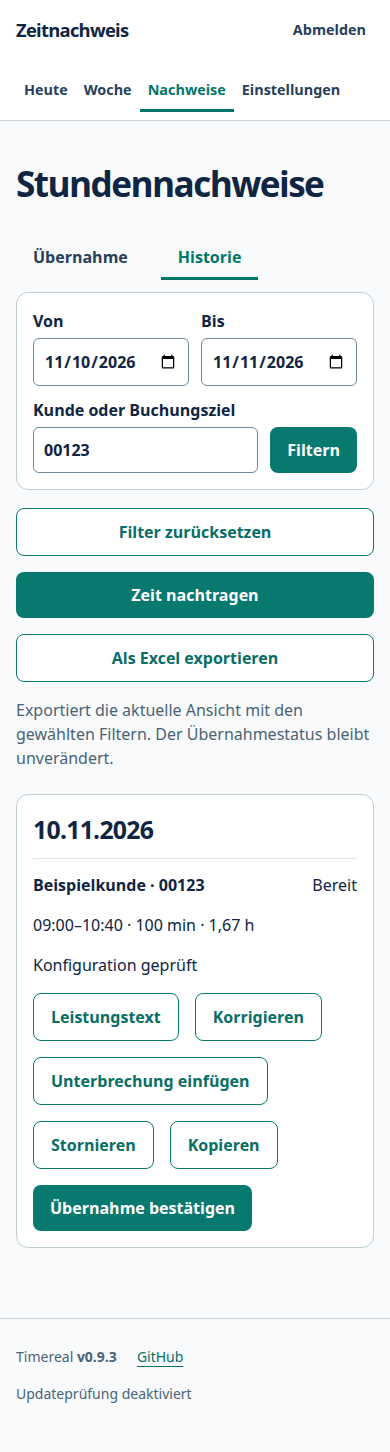 Zeitnachweis Abmelden
Heute Woche Nachweise Einstellungen
Stundennachweise
Übernahme Historie
Von Bis
11/10/2026 11/11/2026
Kunde oder Buchungsziel
00123 Filtern
Filter zurücksetzen
Zeit nachtragen
Als Excel exportieren
Exportiert die aktuelle Ansicht mit den
gewählten Filtern. Der Übernahmestatus bleibt
unverändert.
10.11.2026
Beispielkunde · 00123 Bereit
09:00–10:40 · 100 min · 1,67 h
Konfiguration geprüft
Leistungstext Korrigieren
Unterbrechung einfügen
Stornieren Kopieren
Übernahme bestätigen
Timereal v0.9.3 GitHub
Updateprüfung deaktiviert